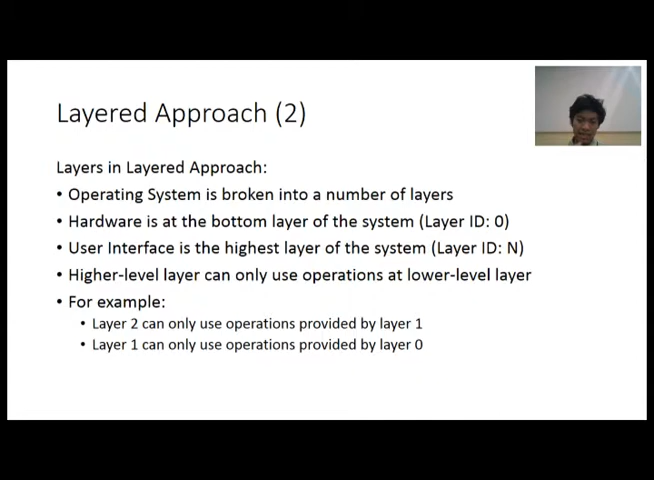 Layered Approach (2)
Layers in Layered Approach:
• Operating System is broken into a number of layers
• Hardware is at the bottom layer of the system (Layer ID: 0)
• User Interface is the highest layer of the system (Layer ID: N)
• Higher-level layer can only use operations at lower-level layer
• For example:
• Layer 2 can only use operations provided by layer 1
• Layer 1 can only use operations provided by layer 0